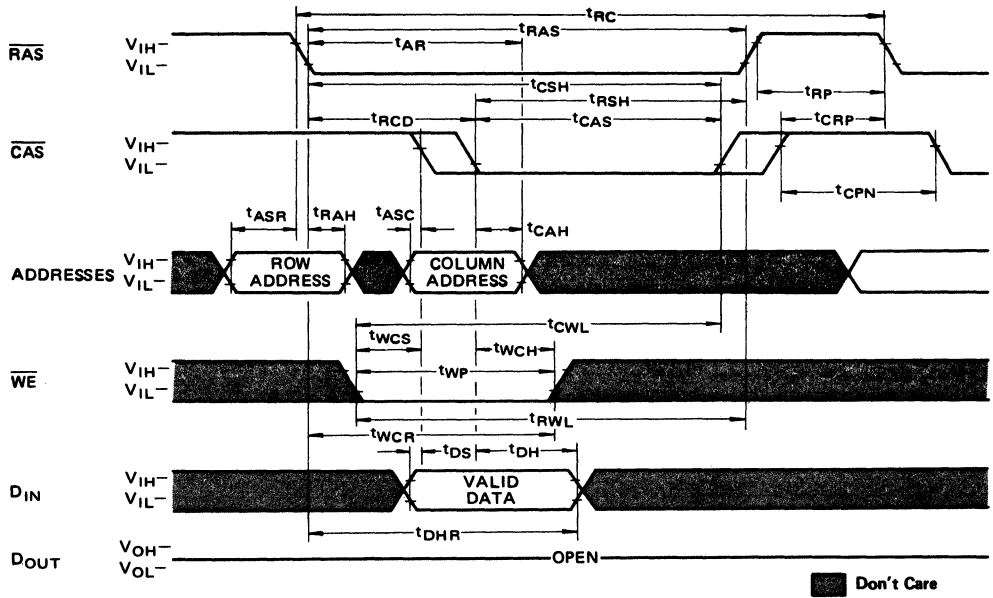 tRC
tRAS
tAR
RAS
VIH–
VIL–
tCSH
tRSH
tRP
tRCD
tCAS
tCRP
CAS
VIH–
VIL–
tCPN
tASR
tRAH
tASC
tCAH
ADDRESSES
VIH–
VIL–
ROW ADDRESS
COLUMN ADDRESS
tCWL
tWCS
tWCH
WE
VIH–
VIL–
tWP
tRWL
tWCR
tDS
tDH
DIN
VIH–
VIL–
VALID DATA
tDHR
DOUT
VOH–
VOL–
OPEN
Don't Care